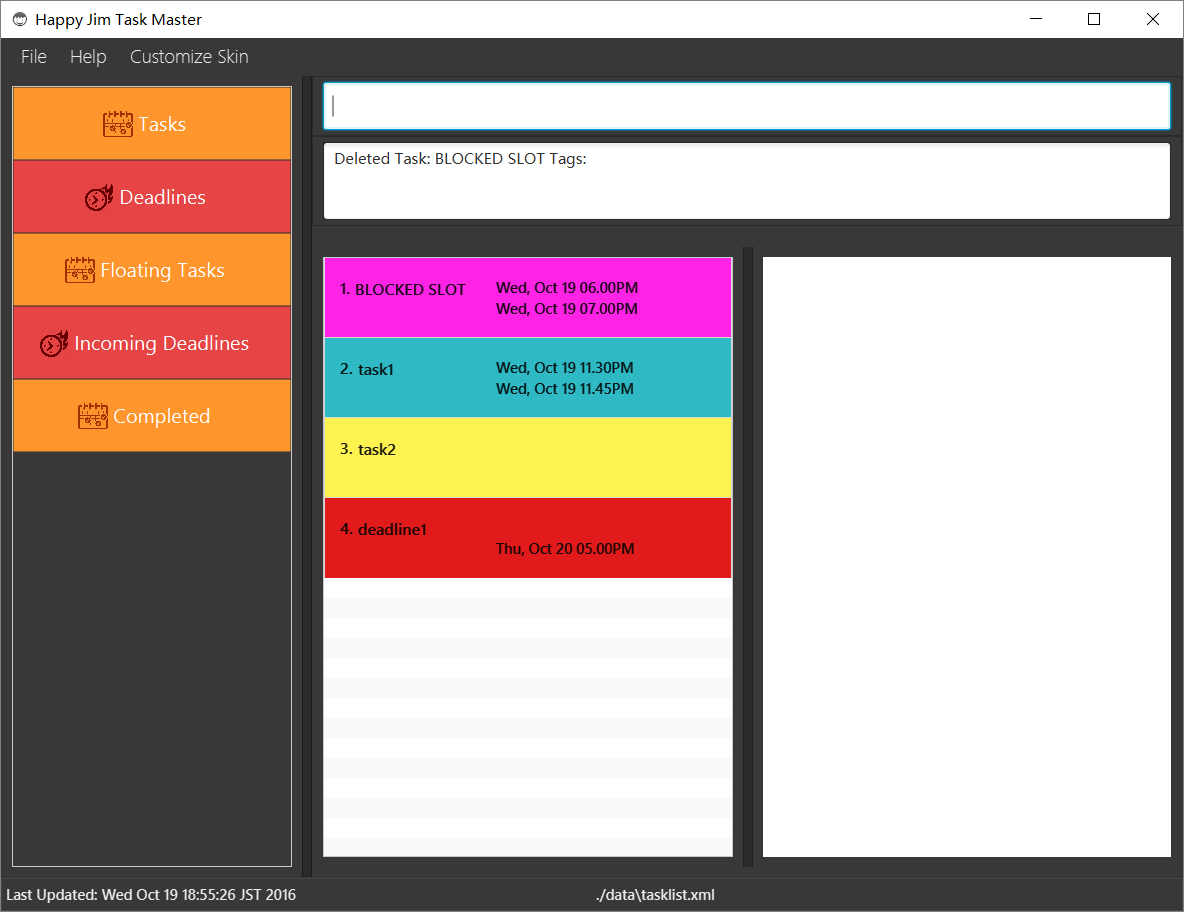 Happy Jim Task Master
File Help Customize Skin
Tasks
Deadlines
Floating Tasks
Incoming Deadlines
Completed
Deleted Task: BLOCKED SLOT Tags:
1. BLOCKED SLOT
Wed, Oct 19 06.00PM
Wed, Oct 19 07.00PM
2. task1
Wed, Oct 19 11.30PM
Wed, Oct 19 11.45PM
3. task2
4. deadline1
Thu, Oct 20 05.00PM
Last Updated: Wed Oct 19 18:55:26 JST 2016
./data\tasklist.xml